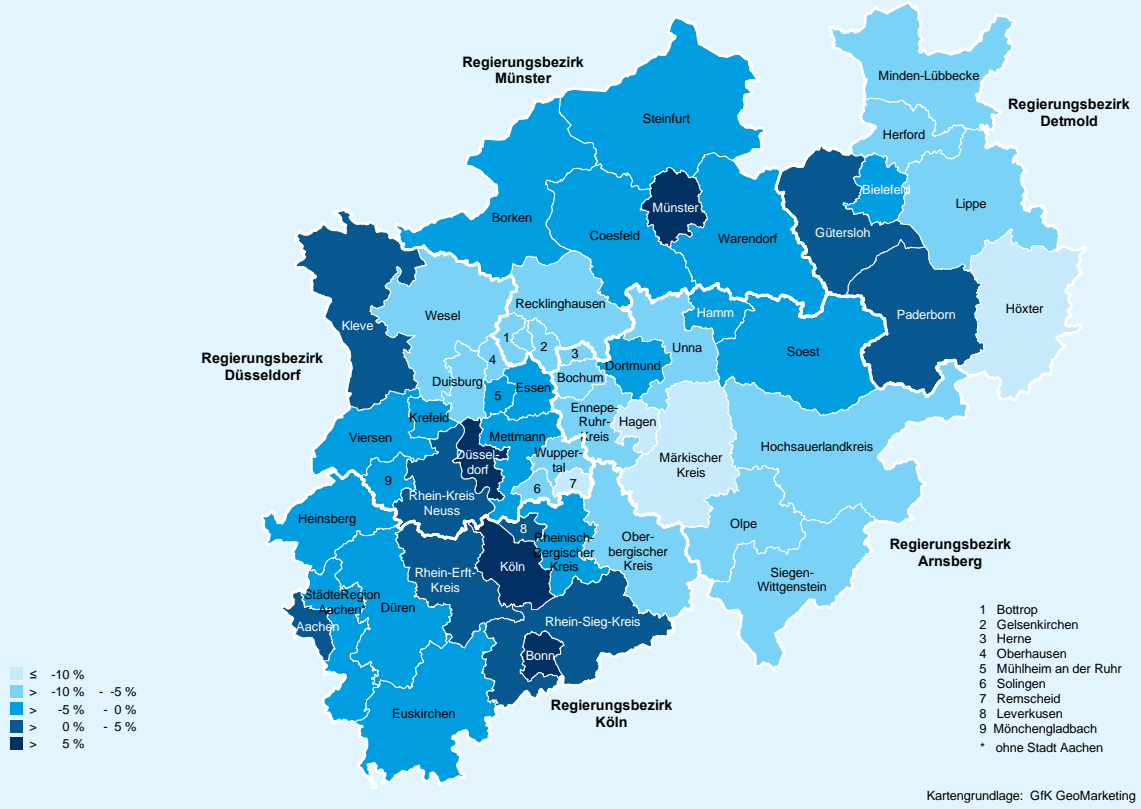 Regierungsbezirk
Münster
Minden-Lübbecke
Regierungsbezirk
Detmold
Steinfurt
Herford
Bielefeld
Lippe
Münster
Borken
Coesfeld
Warendorf
Gütersloh
Recklinghausen
Wesel
Hamm
Paderborn
Höxter
Kleve
1
2
3
4
Unna
Soest
Regierungsbezirk
Düsseldorf
Dortmund
Duisburg
Bochum
Essen
5
Krefeld
Ennepe-
Ruhr-
Kreis
Hagen
Viersen
Mettmann
Hochsauerlandkreis
Düssel-
dorf
Wupper-
tal
Märkischer
Kreis
9
6
7
Rhein-Kreis
Neuss
Heinsberg
8
Olpe
Rheinisch-
Bergischer
Kreis
Ober-
bergischer
Kreis
Regierungsbezirk
Arnsberg
Köln
Rhein-Erft-
Kreis
Siegen-
Wittgenstein
StädteRegion
Aachen*
Düren
Aachen
Rhein-Sieg-Kreis
Bonn
Euskirchen
Regierungsbezirk
Köln
≤ -10 %
> -10 % - -5 %
> -5 % - 0 %
> 0 % - 5 %
> 5 %
1 Bottrop
2 Gelsenkirchen
3 Herne
4 Oberhausen
5 Mühlheim an der Ruhr
6 Solingen
7 Remscheid
8 Leverkusen
9 Mönchengladbach
* ohne Stadt Aachen
Kartengrundlage: GfK GeoMarketing